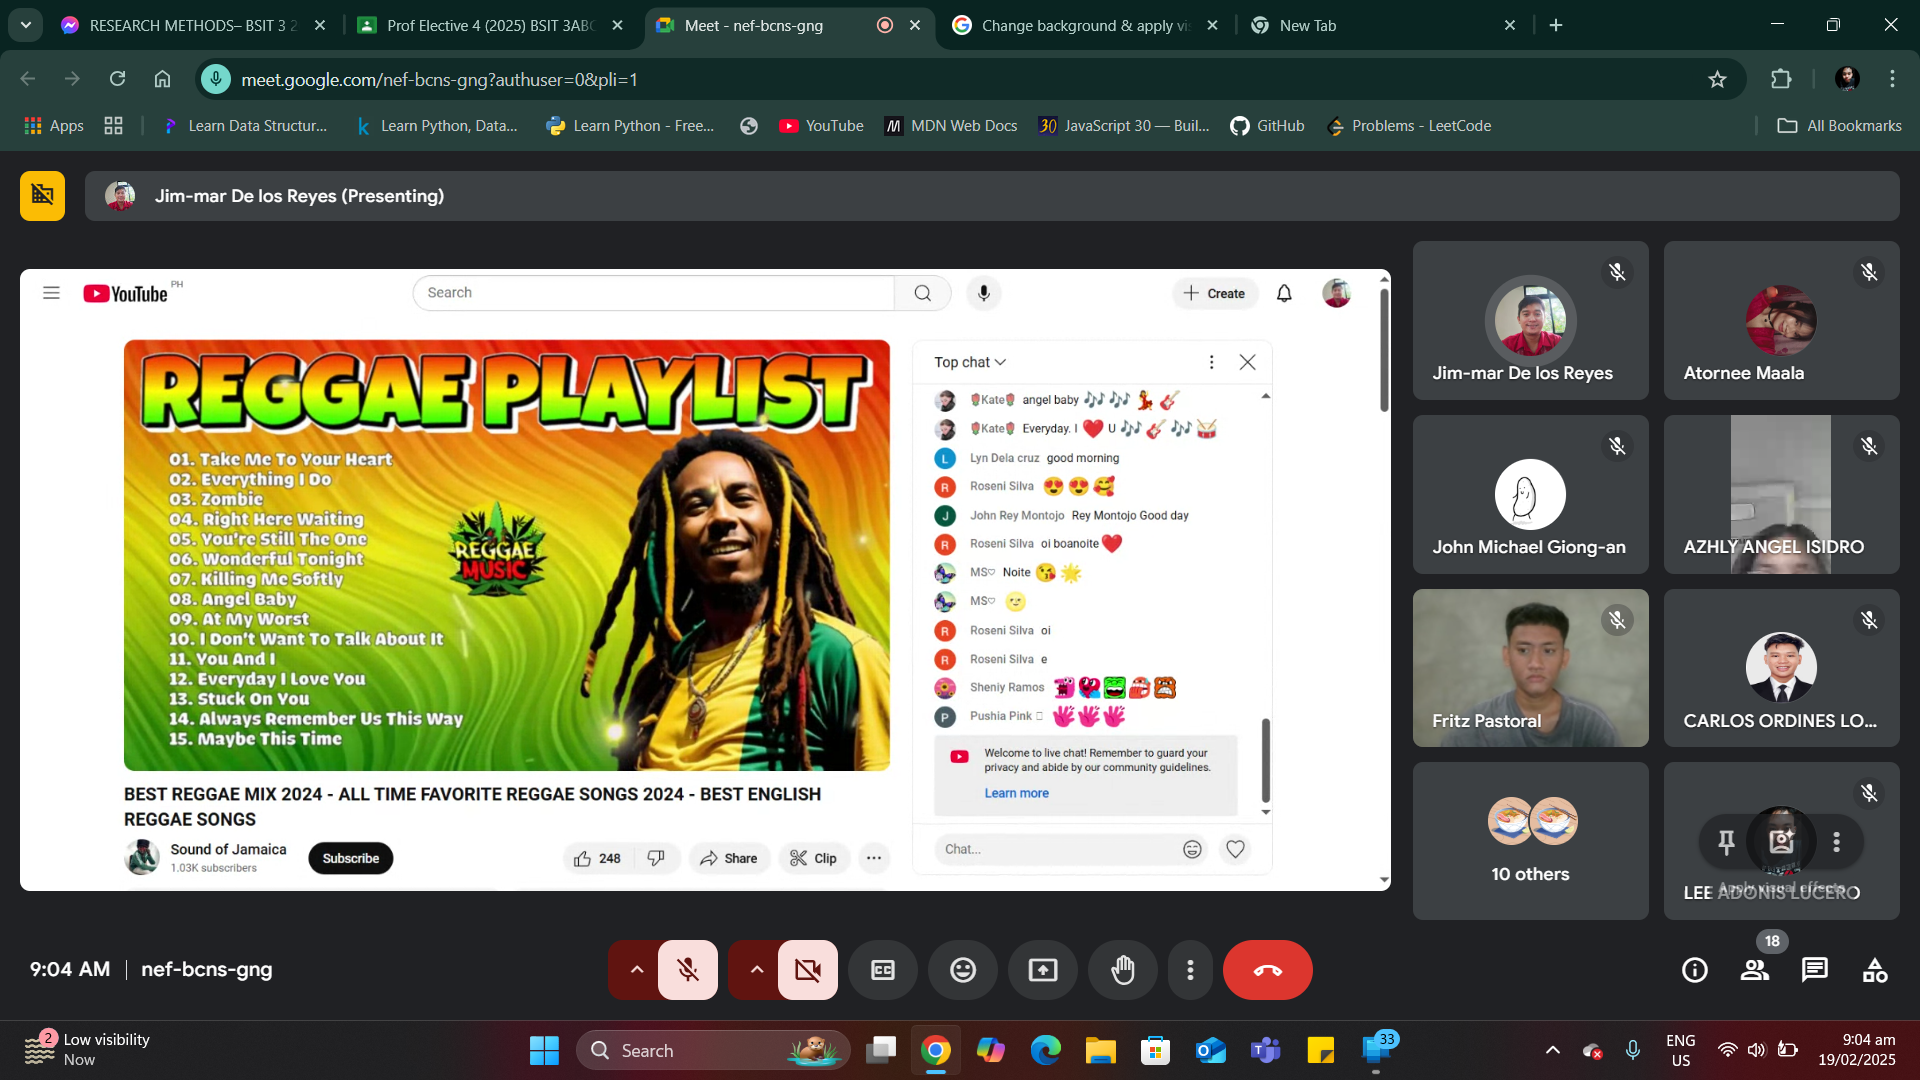 RESEARCH METHODS– BSIT 3 2
Prof Elective 4 (2025) BSIT 3ABC
Meet - nef-bcns-gng
Change background & apply vis
New Tab
meet.google.com/nef-bcns-gng?authuser=0&pli=1
Apps
Learn Data Structur...
Learn Python, Data...
Learn Python - Free...
YouTube
MDN Web Docs
30
JavaScript 30 — Buil...
GitHub
Problems - LeetCode
All Bookmarks
Jim-mar De los Reyes (Presenting)
YouTube PH
Search
Create
REGGAE PLAYLIST
01. Take Me To Your Heart
02. Everything I Do
03. Zombie
04. Right Here Waiting
05. You're Still The One
06. Wonderful Tonight
07. Killing Me Softly
08. Angel Baby
09. At My Worst
10. I Don't Want To Talk About It
11. You And I
12. Everyday I Love You
13. Stuck On You
14. Always Remember Us This Way
15. Maybe This Time
REGGAE
MUSIC
BEST REGGAE MIX 2024 - ALL TIME FAVORITE REGGAE SONGS 2024 - BEST ENGLISH
REGGAE SONGS
Sound of Jamaica
1.03K subscribers
Subscribe
248
Share
Clip
Top chat
🌹Kate🌹 angel baby 🎶🎶💃🎸
🌹Kate🌹 Everyday. I ❤️ U 🎶🎸🎶🥁
L Lyn Dela cruz good morning
R Roseni Silva 😍😍🥰
J John Rey Montojo Rey Montojo Good day
R Roseni Silva oi boanoite❤️
MS♡ Noite 😘🌟
MS♡ 🌝
R Roseni Silva oi
R Roseni Silva e
Sheniy Ramos
P Pushia Pink
Welcome to live chat! Remember to guard your
privacy and abide by our community guidelines.
Learn more
Chat...
Jim-mar De los Reyes
Atornee Maala
John Michael Giong-an
AZHLY ANGEL ISIDRO
Fritz Pastoral
CARLOS ORDINES LO...
10 others
Apply visual effects
LEE ADONIS LUCERO
9:04 AM
nef-bcns-gng
18
2
Low visibility
Now
Search
33
ENG
US
9:04 am
19/02/2025